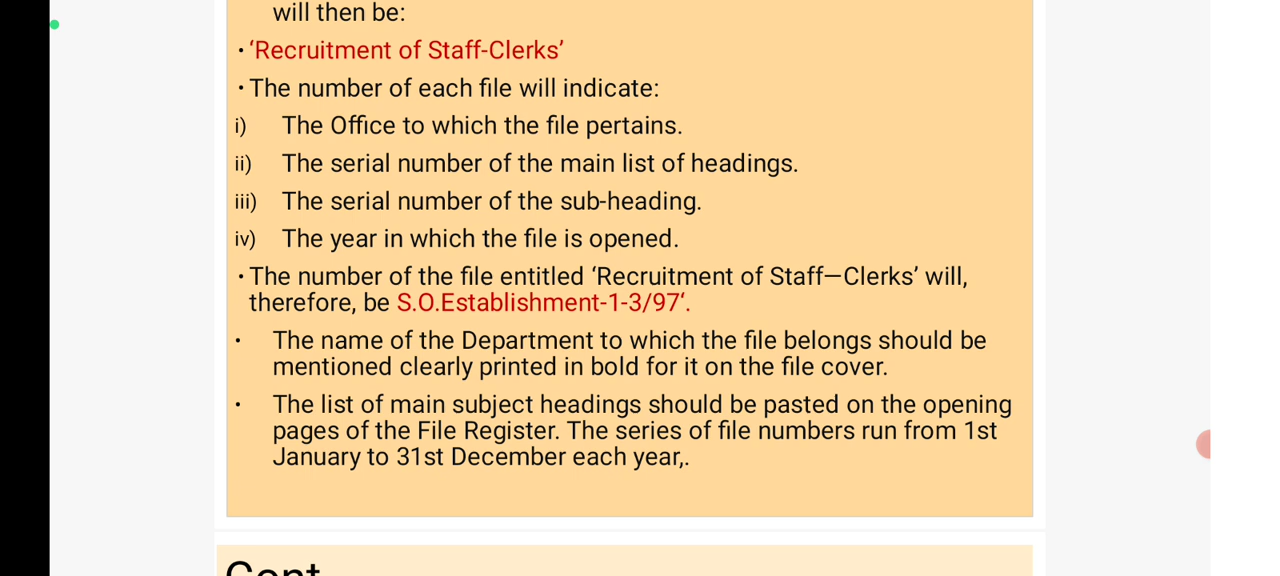 will then be:
• ‘Recruitment of Staff-Clerks’
• The number of each file will indicate:
i) The Office to which the file pertains.
ii) The serial number of the main list of headings.
iii) The serial number of the sub-heading.
iv) The year in which the file is opened.
• The number of the file entitled ‘Recruitment of Staff—Clerks’ will,
therefore, be S.O.Establishment-1-3/97‘.
• The name of the Department to which the file belongs should be
mentioned clearly printed in bold for it on the file cover.
• The list of main subject headings should be pasted on the opening
pages of the File Register. The series of file numbers run from 1st
January to 31st December each year,.
Cont